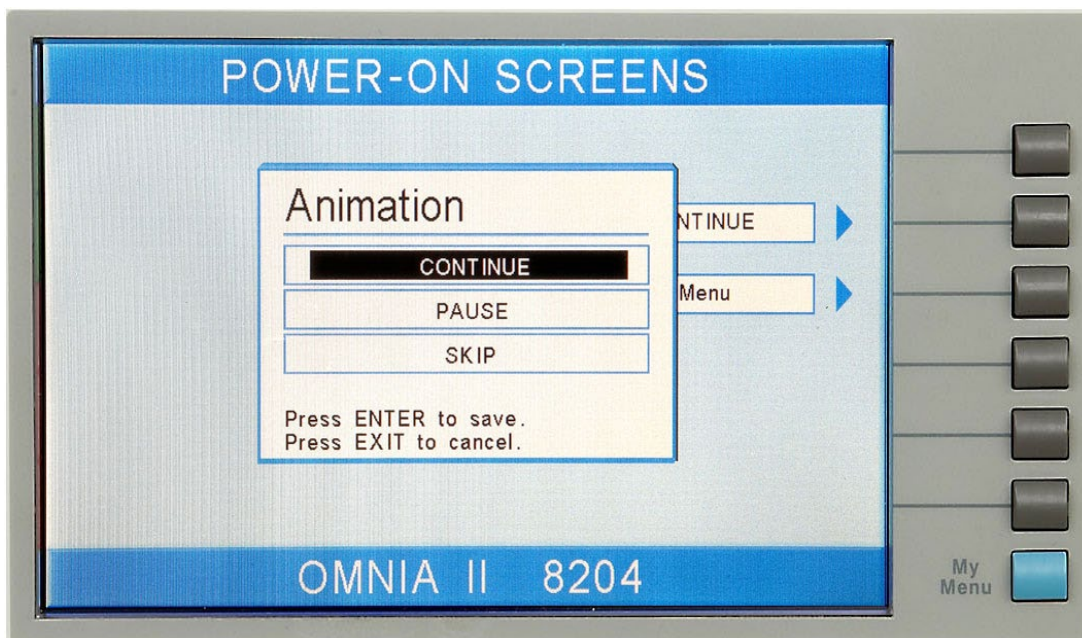 POWER-ON SCREENS
Animation
CONTINUE
PAUSE
SKIP
Press ENTER to save.
Press EXIT to cancel.
NTINUE
Menu
OMNIA II 8204
My
Menu